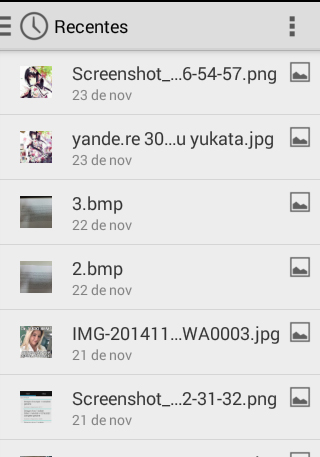 Recentes
Screenshot_...6-54-57.png
23 de nov
yande.re 30...u yukata.jpg
23 de nov
3.bmp
22 de nov
2.bmp
22 de nov
IMG-201411...WA0003.jpg
21 de nov
Screenshot_...2-31-32.png
21 de nov